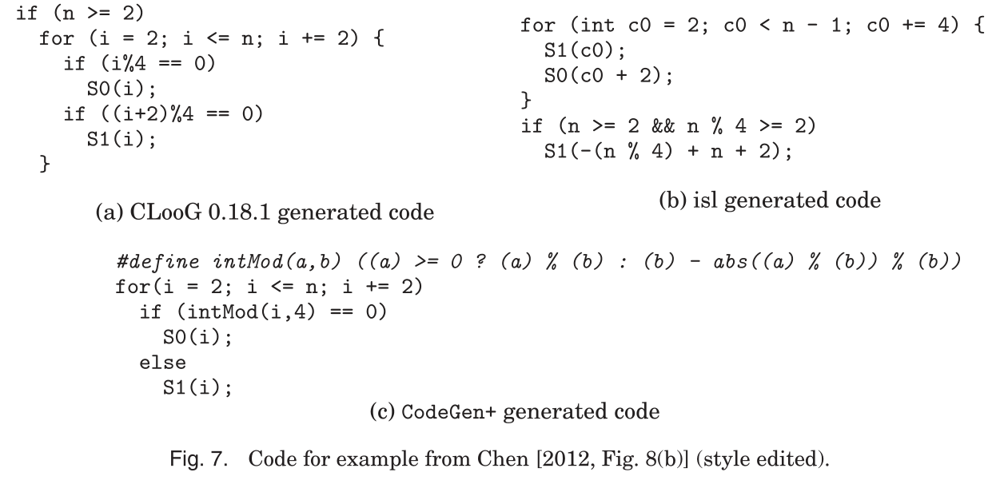 if (n >= 2)
  for (i = 2; i <= n; i += 2) {
    if (i%4 == 0)
      S0(i);
    if ((i+2)%4 == 0)
      S1(i);
  }
(a) CLooG 0.18.1 generated code
for (int c0 = 2; c0 < n - 1; c0 += 4) {
  S1(c0);
  S0(c0 + 2);
}
if (n >= 2 && n % 4 >= 2)
  S1(-(n % 4) + n + 2);
(b) isl generated code
#define intMod(a,b) ((a) >= 0 ? (a) % (b) : (b) - abs((a) % (b)) % (b))
for(i = 2; i <= n; i += 2)
  if (intMod(i,4) == 0)
    S0(i);
  else
    S1(i);
(c) CodeGen+ generated code
Fig. 7. Code for example from Chen [2012, Fig. 8(b)] (style edited).